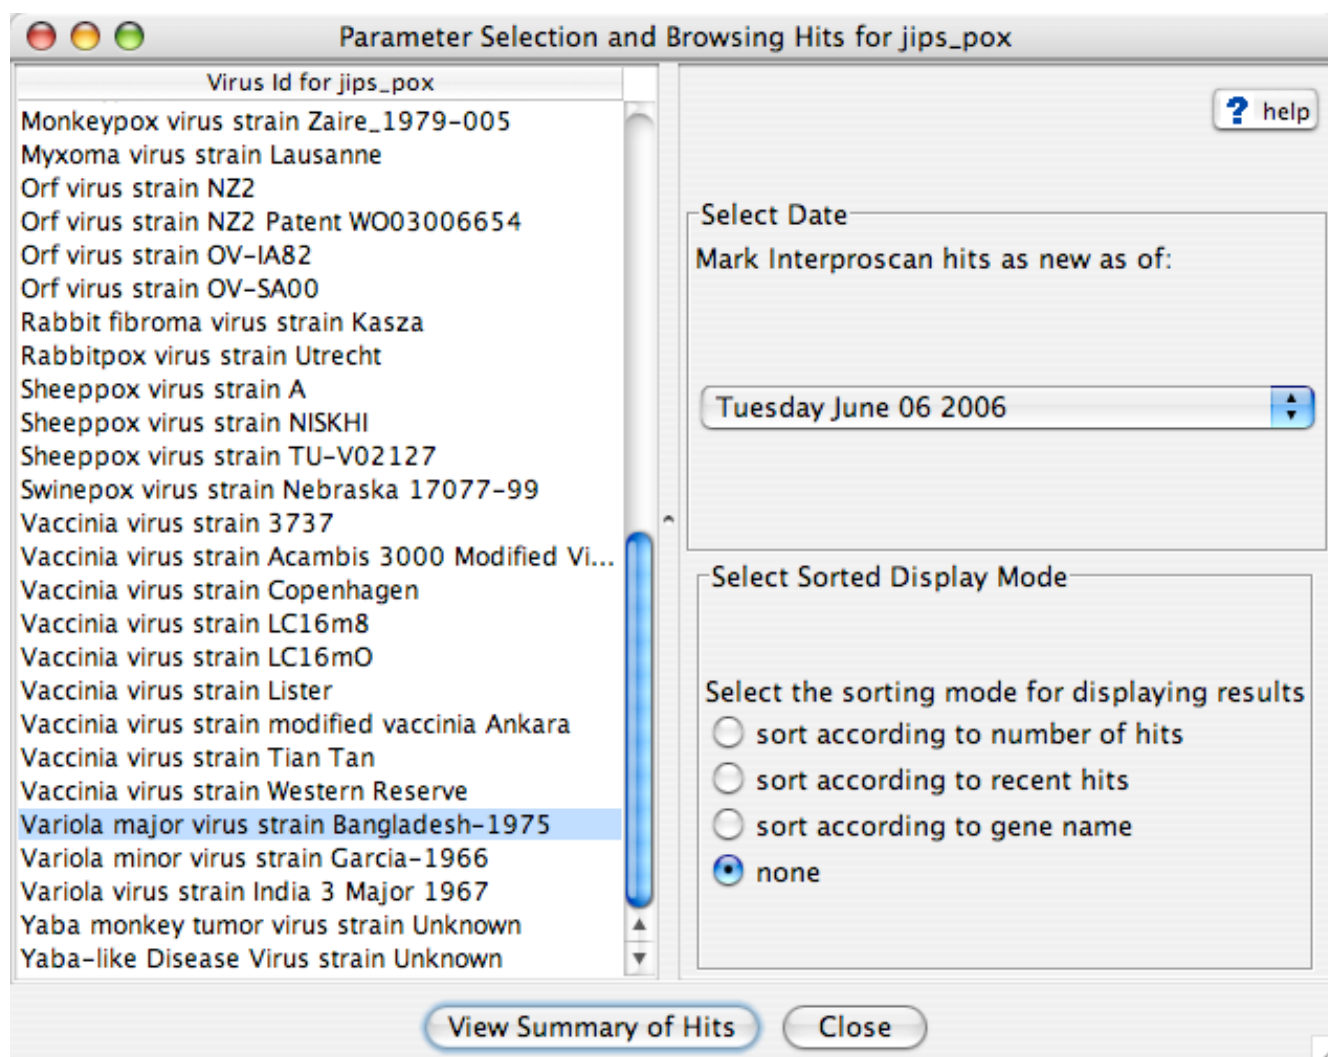 Parameter Selection and Browsing Hits for jips_pox
Virus Id for jips_pox
Monkeypox virus strain Zaire_1979-005
Myxoma virus strain Lausanne
Orf virus strain NZ2
Orf virus strain NZ2 Patent WO03006654
Orf virus strain OV-IA82
Orf virus strain OV-SA00
Rabbit fibroma virus strain Kasza
Rabbitpox virus strain Utrecht
Sheeppox virus strain A
Sheeppox virus strain NISKHI
Sheeppox virus strain TU-V02127
Swinepox virus strain Nebraska 17077-99
Vaccinia virus strain 3737
Vaccinia virus strain Acambis 3000 Modified Vi...
Vaccinia virus strain Copenhagen
Vaccinia virus strain LC16m8
Vaccinia virus strain LC16mO
Vaccinia virus strain Lister
Vaccinia virus strain modified vaccinia Ankara
Vaccinia virus strain Tian Tan
Vaccinia virus strain Western Reserve
Variola major virus strain Bangladesh-1975
Variola minor virus strain Garcia-1966
Variola virus strain India 3 Major 1967
Yaba monkey tumor virus strain Unknown
Yaba-like Disease Virus strain Unknown
? help
Select Date
Mark Interproscan hits as new as of:
Tuesday June 06 2006
Select Sorted Display Mode
Select the sorting mode for displaying results
sort according to number of hits
sort according to recent hits
sort according to gene name
none
View Summary of Hits
Close